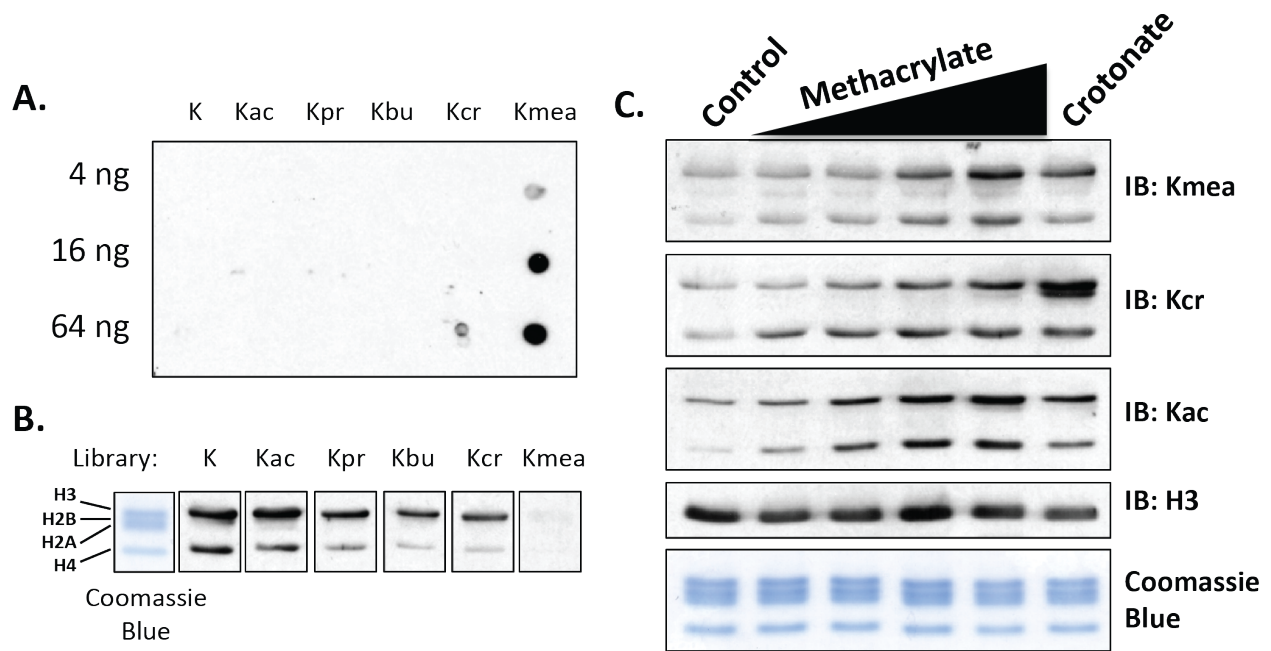 A.
K Kac Kpr Kbu Kcr Kmea
4 ng
16 ng
64 ng
B.
Library: K Kac Kpr Kbu Kcr Kmea
H3
H2B
H2A
H4
Coomassie
Blue
C.
Control Methacrylate Crotonate
IB: Kmea
IB: Kcr
IB: Kac
IB: H3
Coomassie
Blue